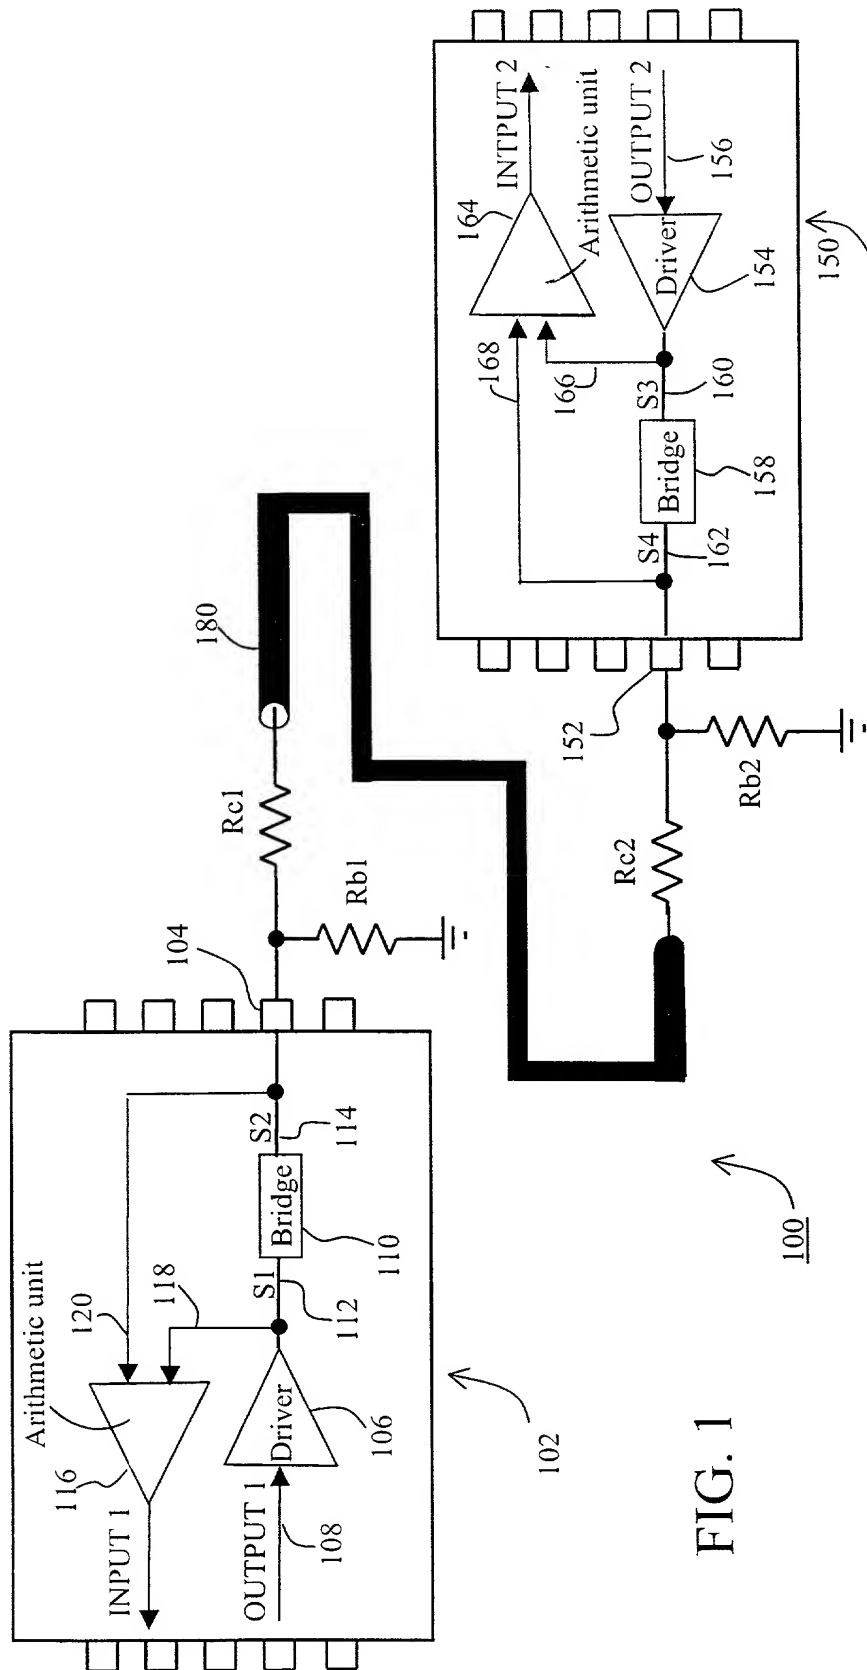 INPUT 1
116
Arithmetic unit
120
118
OUTPUT 1
108
Driver
106
S1
112
Bridge
110
S2
114
104
102
Rb1
Rc1
180
100
Rc2
Rb2
152
S4
162
Bridge
158
S3
160
168
166
164
INTPUT 2
Arithmetic unit
Driver
154
OUTPUT 2
156
150
FIG. 1